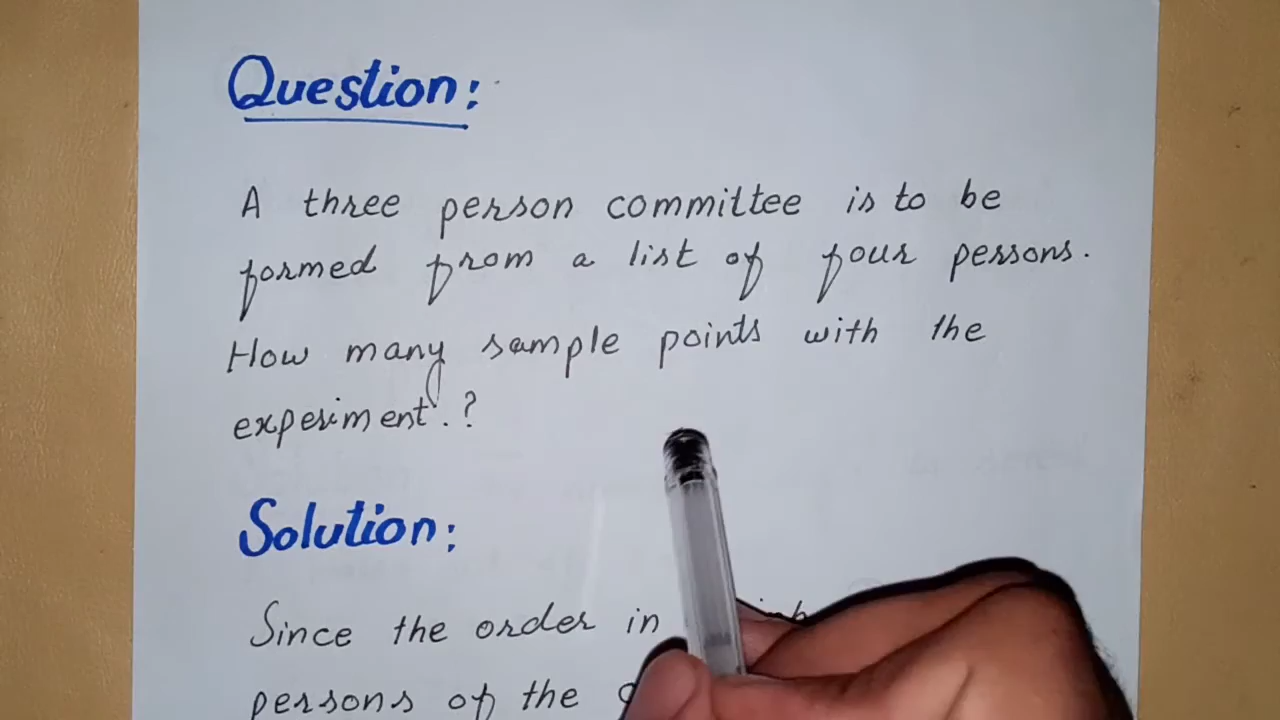 Question:
A three person committee is to be
formed from a list of four persons.
How many sample points with the
experiment.?
Solution:
Since the order in
persons of the